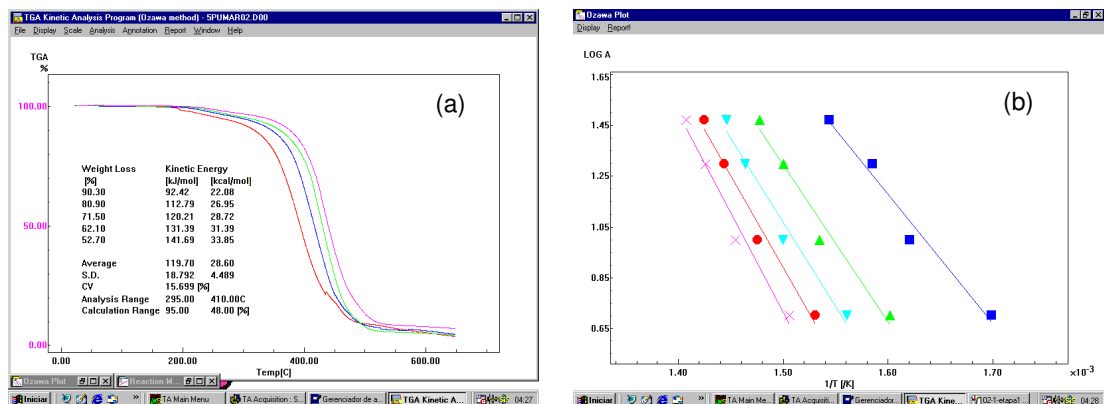 TGA Kinetic Analysis Program (Ozawa method) - 5PUMAR02.D00
File Display Scale Analysis Annotation Report Window Help
TGA
%
(a)
100.00
50.00
0.00
Weight Loss Kinetic Energy
[%] [kJ/mol] [kcal/mol]
90.30 92.42 22.08
80.90 112.79 26.95
71.50 120.21 28.72
62.10 131.39 31.39
52.70 141.69 33.85
Average 119.70 28.60
S.D. 18.792 4.489
CV 15.699 [%]
Analysis Range 295.00 410.00C
Calculation Range 95.00 48.00 [%]
0.00 200.00 400.00 600.00
Temp[C]
Ozawa Plot Reaction M...
Iniciar » TA Main Menu TA Acquisition : S Gerenciador de a... TGA Kinetic A... 04:27
Ozawa Plot
Display Report!
LOG A
(b)
1.65
1.45
1.25
1.05
0.85
0.65
1.40 1.50 1.60 1.70
×10⁻³
1/T [/K]
Iniciar » TA Main Me... TA Acquisiti... Gerenciador... TGA Kine... 02-1-etapa1... 04:28